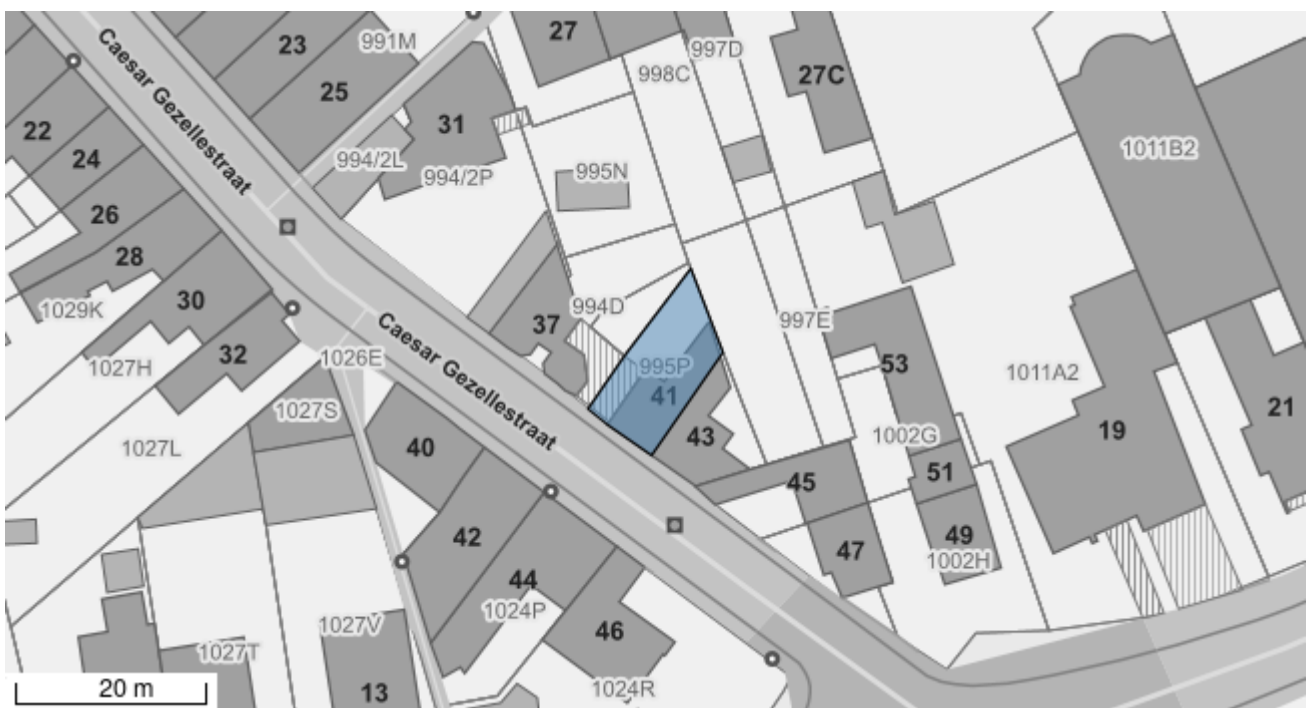 27
997D
23
991M
998C
27C
25
22
31
1011B2
24
994/2L
994/2P
995N
Caesar Gezellestraat
26
28
30
1029K
994D
997E
37
Caesar Gezellestraat
32
1026E
1027H
995P
53
1011A2
41
1027S
21
19
43
1002G
40
1027L
51
45
42
49
47
1002H
44
1024P
1027V
46
1027T
1024R
20 m
13